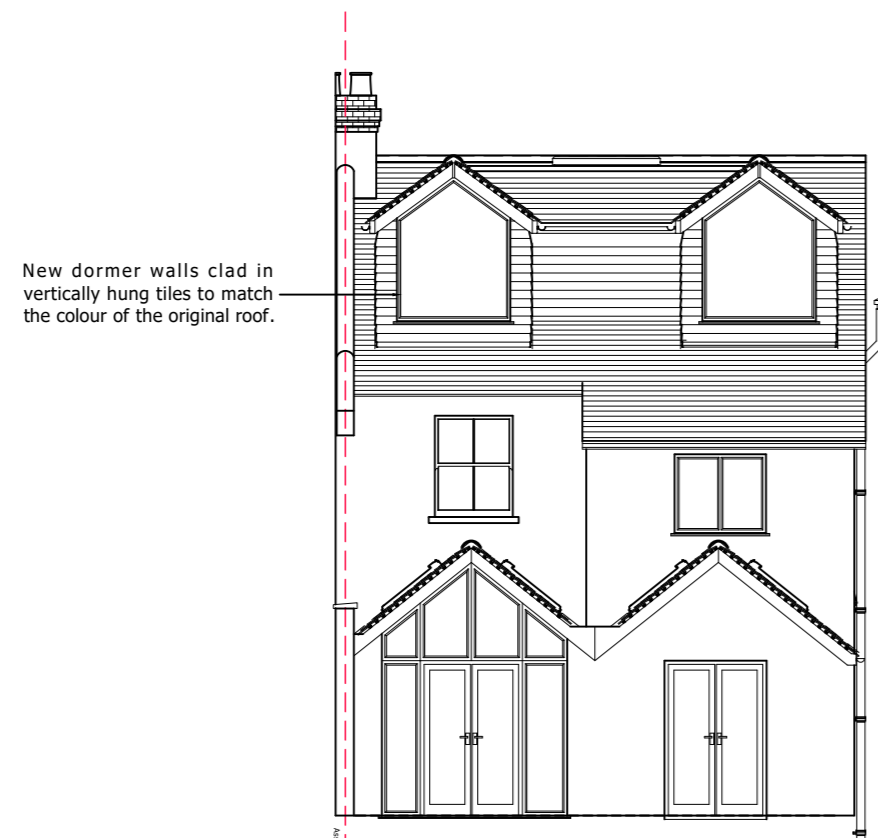 New dormer walls clad in
vertically hung tiles to match
the colour of the original roof.